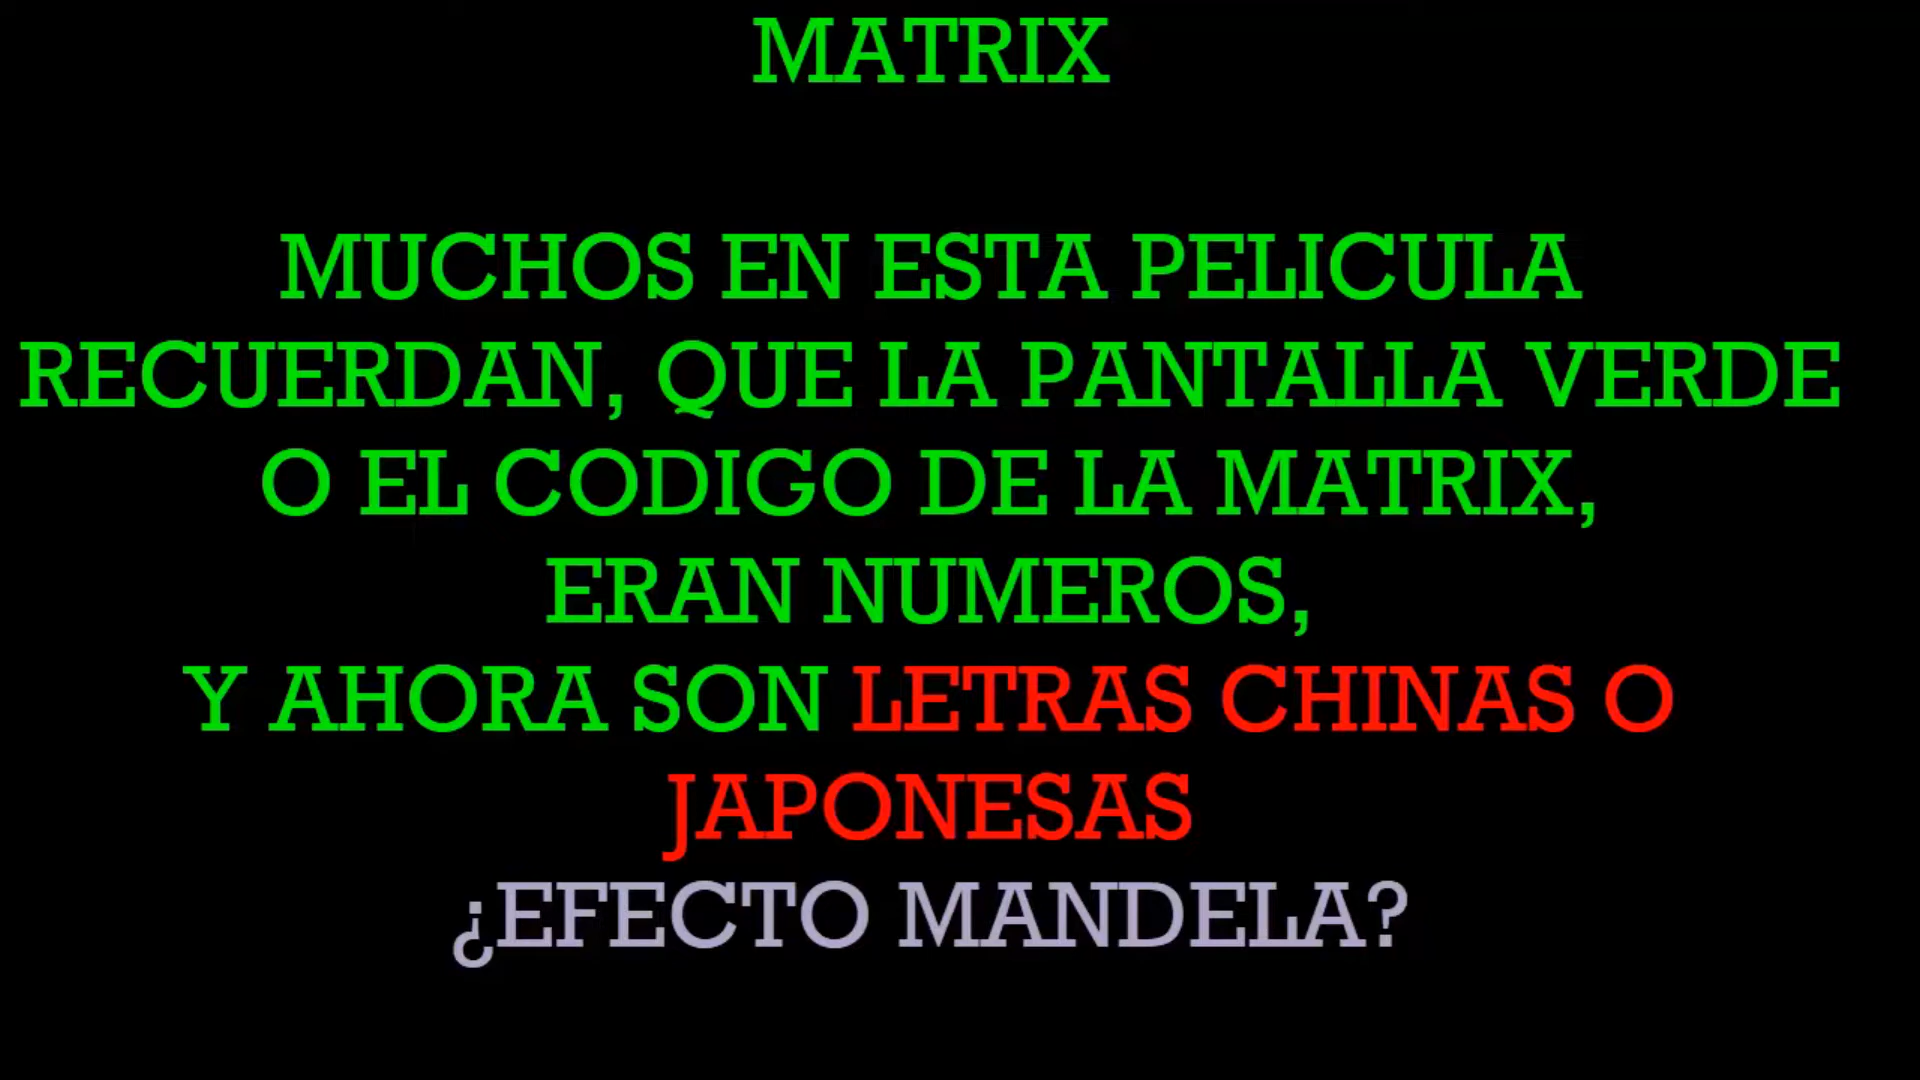 MATRIX
MUCHOS EN ESTA PELICULA
RECUERDAN, QUE LA PANTALLA VERDE
O EL CODIGO DE LA MATRIX,
ERAN NUMEROS,
Y AHORA SON LETRAS CHINAS O
JAPONESAS
¿EFECTO MANDELA?